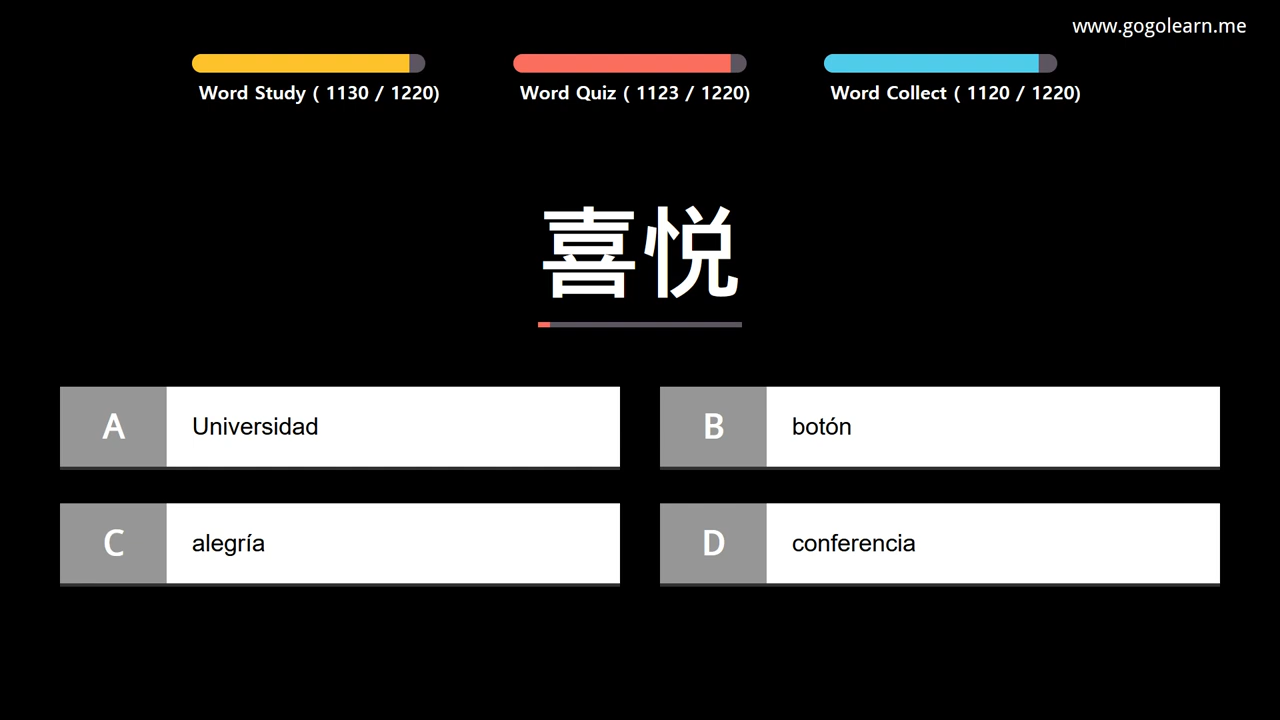 www.gogolearn.me
Word Study ( 1130 / 1220)
Word Quiz ( 1123 / 1220)
Word Collect ( 1120 / 1220)
喜悦
A Universidad
B botón
C alegría
D conferencia